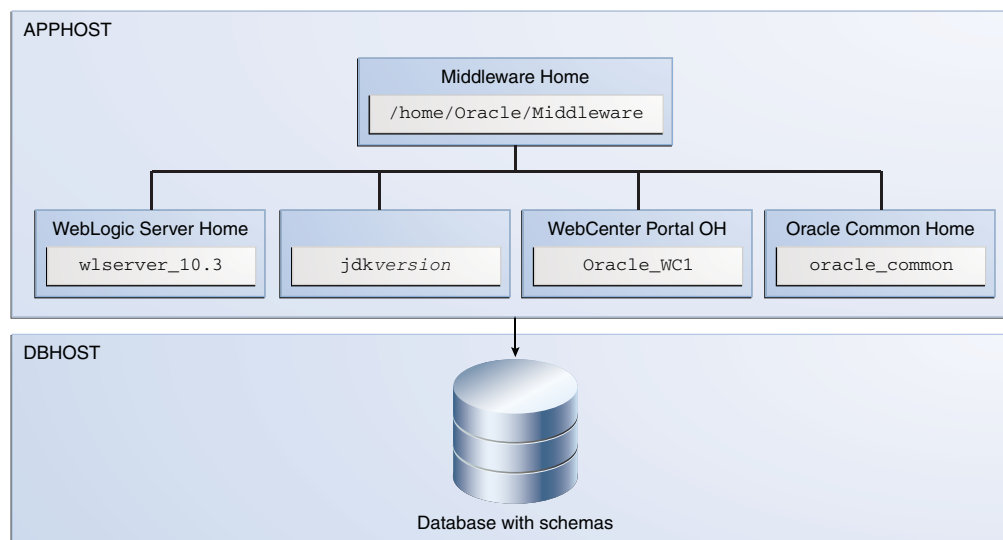 APPHOST
Middleware Home
/home/Oracle/Middleware
WebLogic Server Home
wlserver_10.3
jdkversion
WebCenter Portal OH
Oracle_WC1
Oracle Common Home
oracle_common
DBHOST
Database with schemas